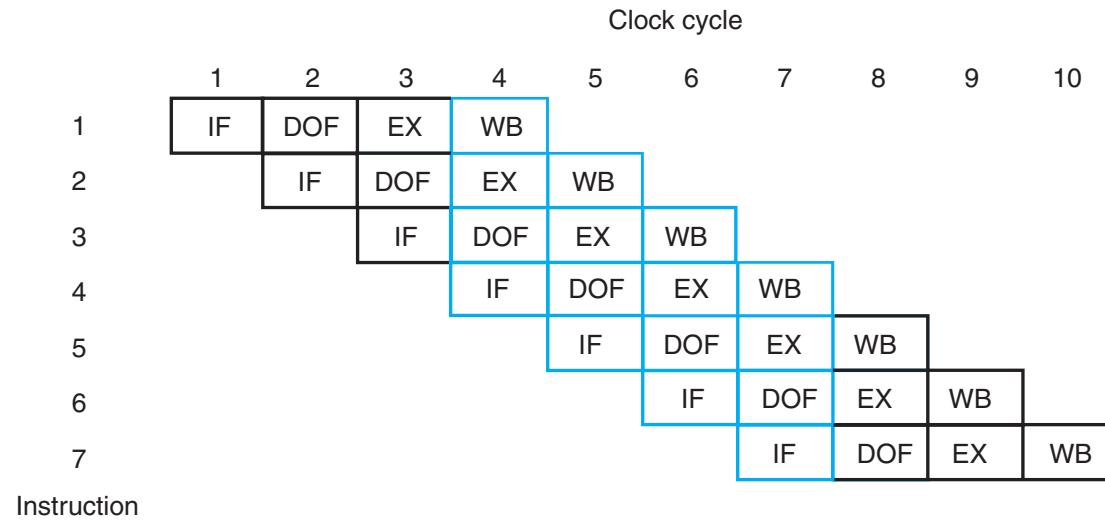 Clock cycle
1 2 3 4 5 6 7 8 9 10
1 IF DOF EX WB
2 IF DOF EX WB
3 IF DOF EX WB
4 IF DOF EX WB
5 IF DOF EX WB
6 IF DOF EX WB
7 IF DOF EX WB
Instruction